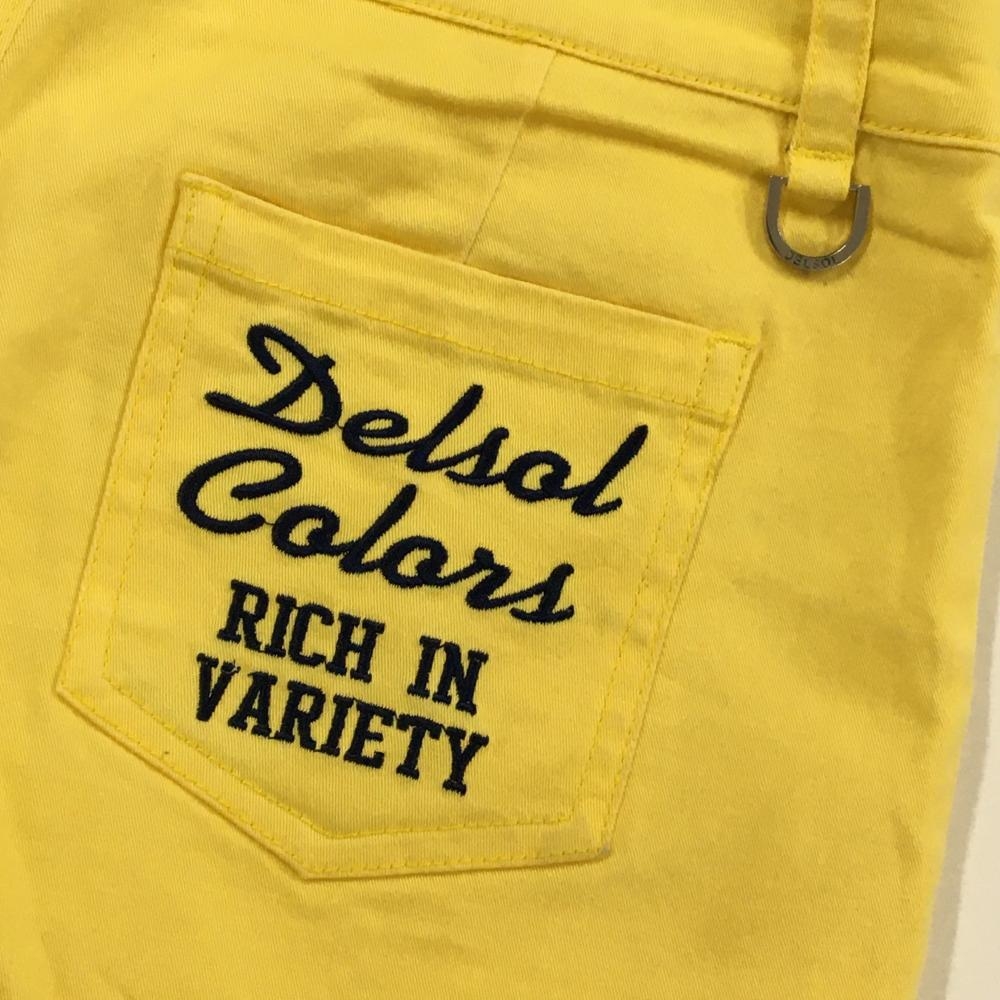 DELSOL
Delsol
Colors
RICH IN
VARIETY